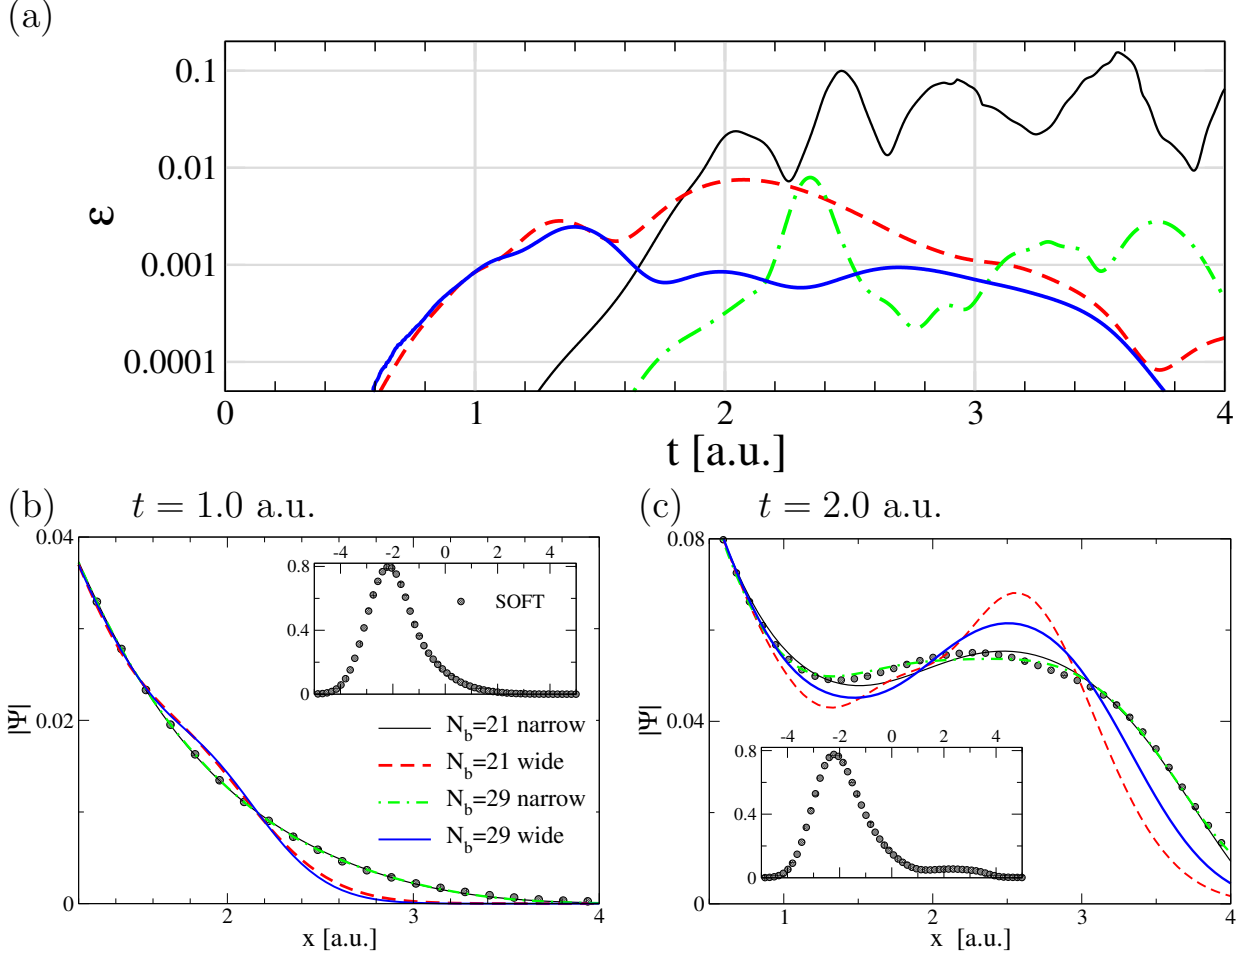 (a)
0.1
0.01
0.001
0.0001
ε
0 1 2 3 4
t [a.u.]
(b) t = 1.0 a.u.
0.04
0.02
0
|Ψ|
2 3 4
x [a.u.]
-4 -2 0 2 4
0.8
0.4
0
SOFT
N_b=21 narrow
N_b=21 wide
N_b=29 narrow
N_b=29 wide
(c) t = 2.0 a.u.
0.08
0.04
0
|Ψ|
1 2 3 4
x [a.u.]
-4 -2 0 2 4
0.8
0.4
0